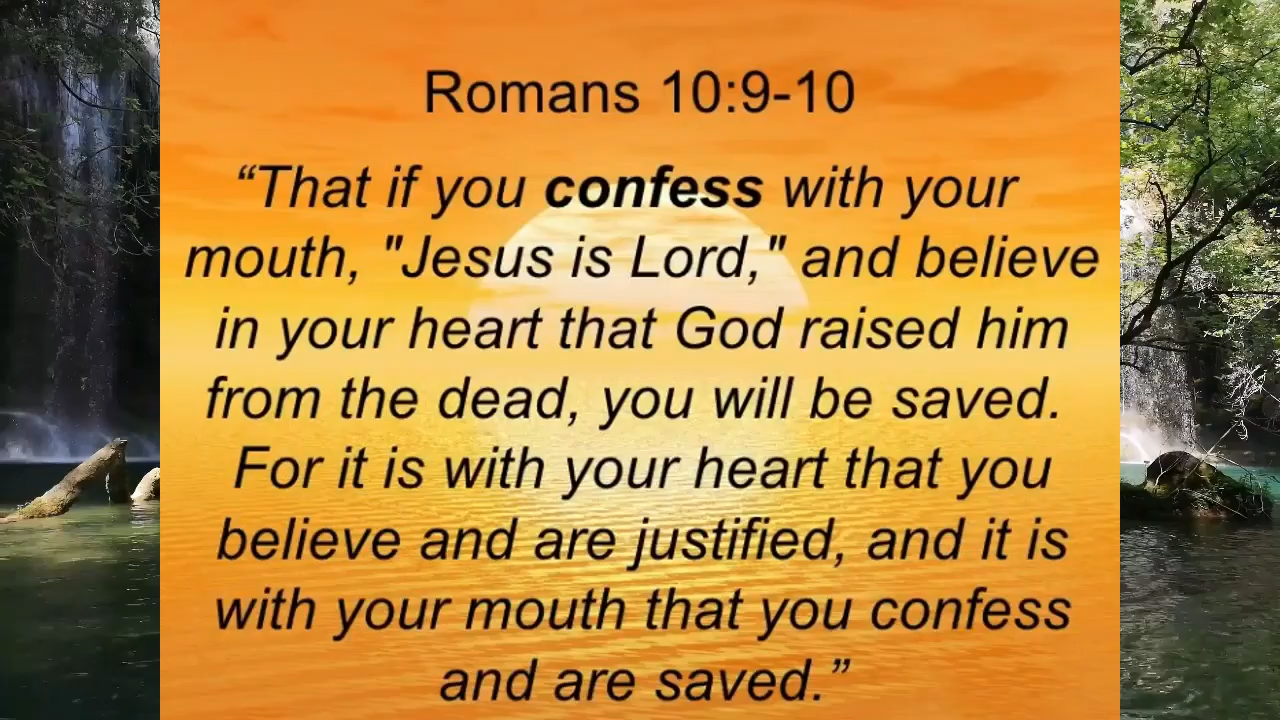 Romans 10:9-10
“That if you confess with your
mouth, "Jesus is Lord," and believe
in your heart that God raised him
from the dead, you will be saved.
For it is with your heart that you
believe and are justified, and it is
with your mouth that you confess
and are saved.”